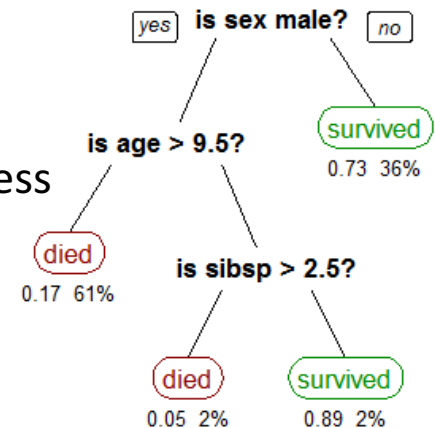 yes is sex male? no
survived
0.73 36%
is age > 9.5?
ess
died
0.17 61%
is sibsp > 2.5?
died survived
0.05 2% 0.89 2%